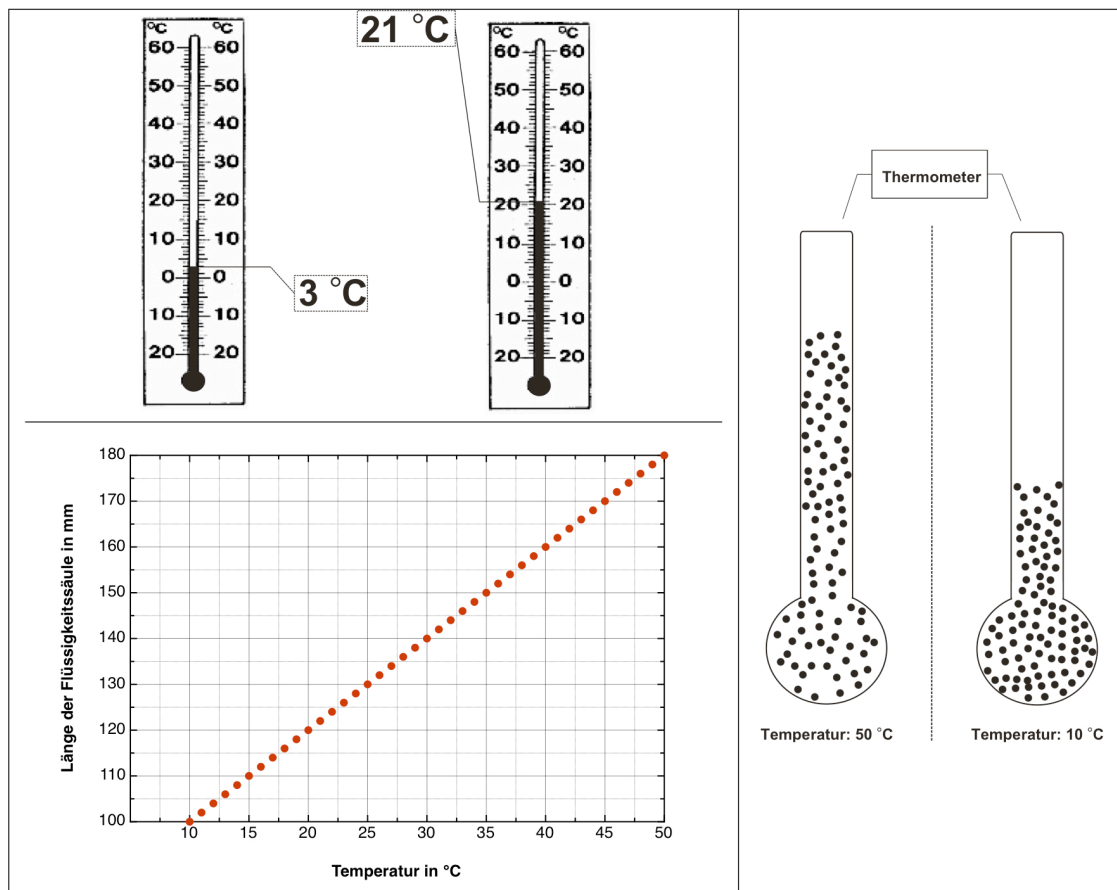 °C °C
60 60
50 50
40 40
30 30
20 20
10 10
0 0
10 10
20 20
3 °C
21 °C
°C °C
60 60
50 50
40 40
30 30
20 20
10 10
0 0
10 10
20 20
Länge der Flüssigkeitssäule in mm
180
170
160
150
140
130
120
110
100
10 15 20 25 30 35 40 45 50
Temperatur in °C
Thermometer
Temperatur: 50 °C
Temperatur: 10 °C